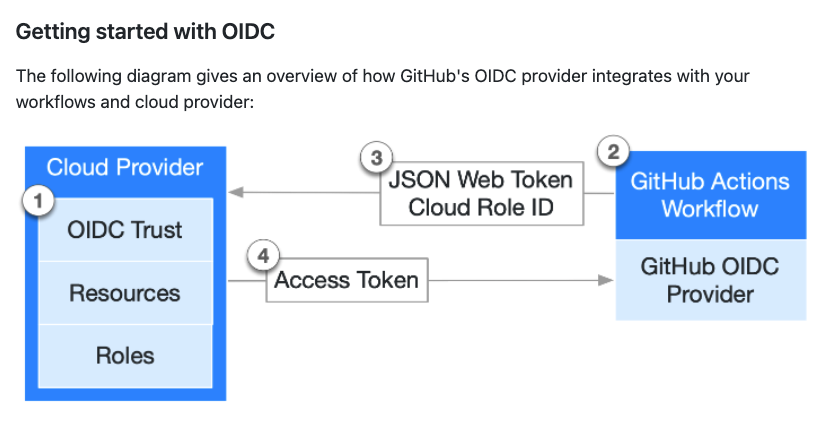 Getting started with OIDC
The following diagram gives an overview of how GitHub's OIDC provider integrates with your
workflows and cloud provider:
Cloud Provider
1
OIDC Trust
Resources
Roles
3
JSON Web Token
Cloud Role ID
4
Access Token
2
GitHub Actions
Workflow
GitHub OIDC
Provider